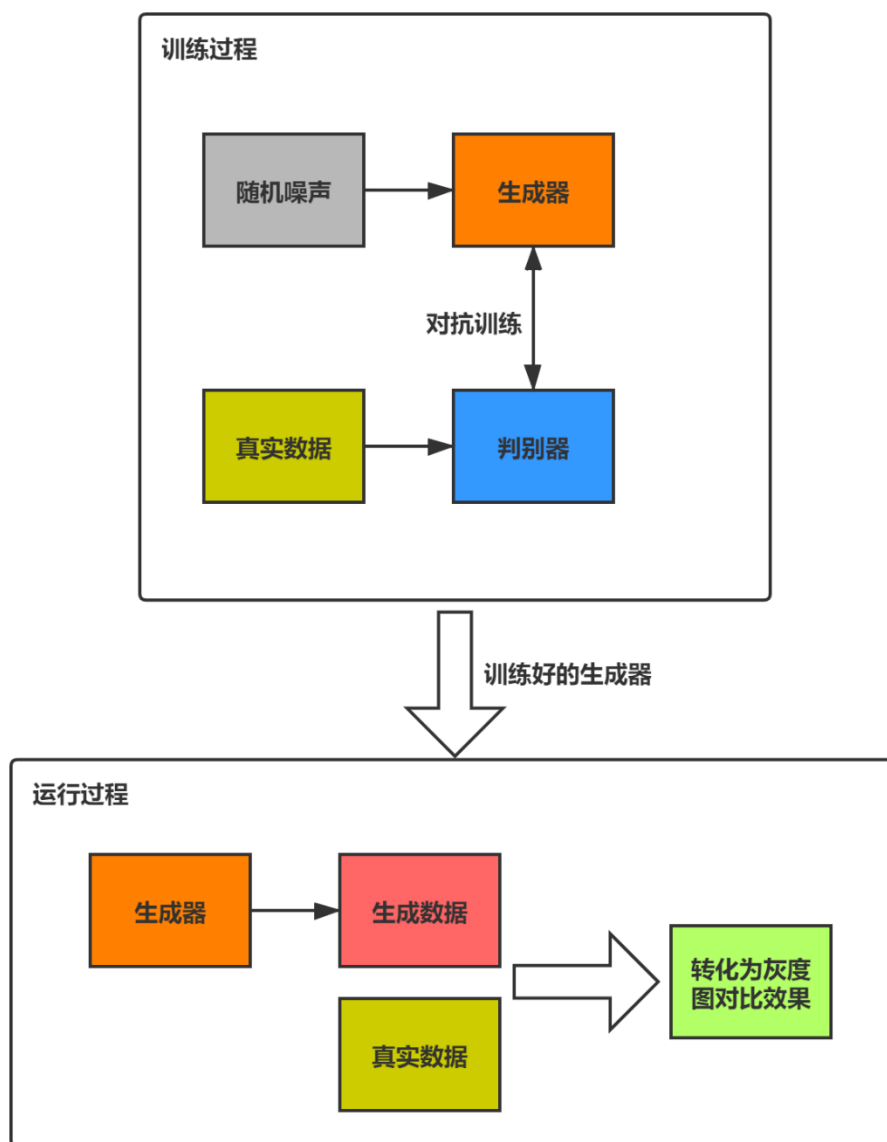 训练过程
随机噪声
生成器
对抗训练
真实数据
判别器
训练好的生成器
运行过程
生成器
生成数据
真实数据
转化为灰度
图对比效果